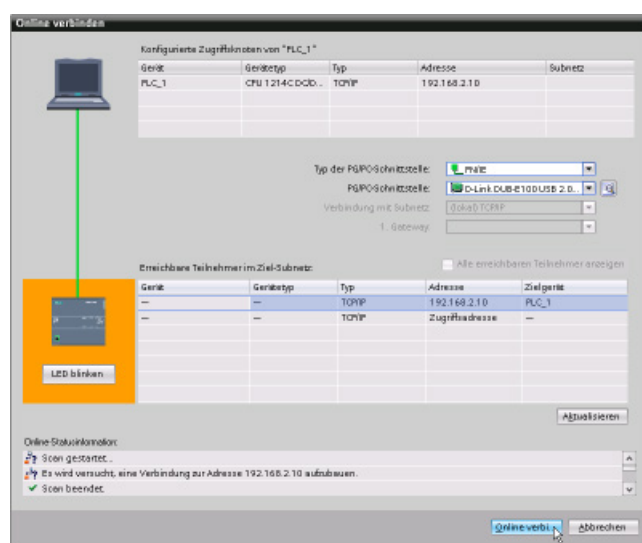 Online verbinden
Konfigurierte Zugriffsknoten von "PLC_1"
Gerät Gerätetyp Typ Adresse Subnetz
PLC_1 CPU 1214C DC/D... TCP/IP 192.168.2.10
Typ der PG/PC-Schnittstelle: PN/IE
PG/PC-Schnittstelle: D-Link DUB-E100 USB 2.0...
Verbindung mit Subnetz: (lokal) TCP/IP
1. Gateway:
Erreichbare Teilnehmer im Ziel-Subnetz:
Alle erreichbaren Teilnehmer anzeigen
Gerät Gerätetyp Typ Adresse Zielgerät
— — TCP/IP 192.168.2.10 PLC_1
— — TCP/IP Zugriffsadresse —
LED blinken
Aktualisieren
Online-Statusinformation:
Scan gestartet...
Es wird versucht, eine Verbindung zur Adresse 192.168.2.10 aufzubauen.
Scan beendet.
Online verbi... Abbrechen